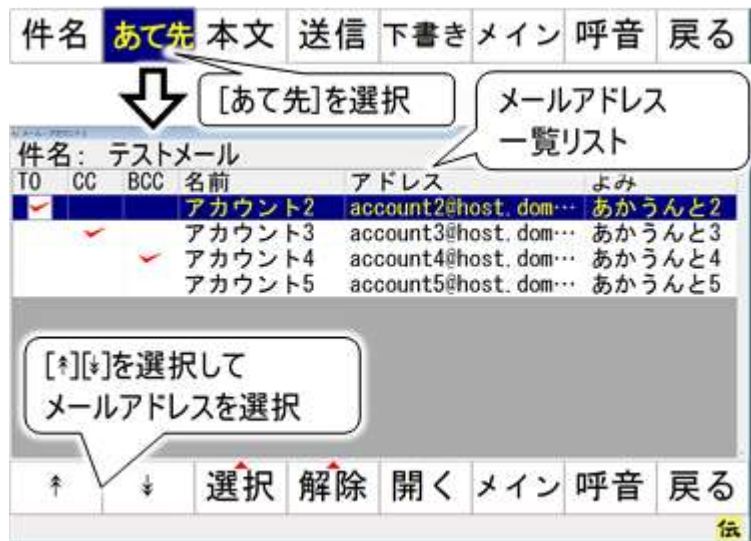 件名 あて先 本文 送信 下書き メイン 呼音 戻る
[あて先]を選択
メールアドレス
一覧リスト
件名: テストメール
TO CC BCC 名前 アドレス よみ
アカウント2 account2@host.dom… あかうんと2
アカウント3 account3@host.dom… あかうんと3
アカウント4 account4@host.dom… あかうんと4
アカウント5 account5@host.dom… あかうんと5
[↟][↡]を選択して
メールアドレスを選択
↟ ↡ 選択 解除 開く メイン 呼音 戻る
伝